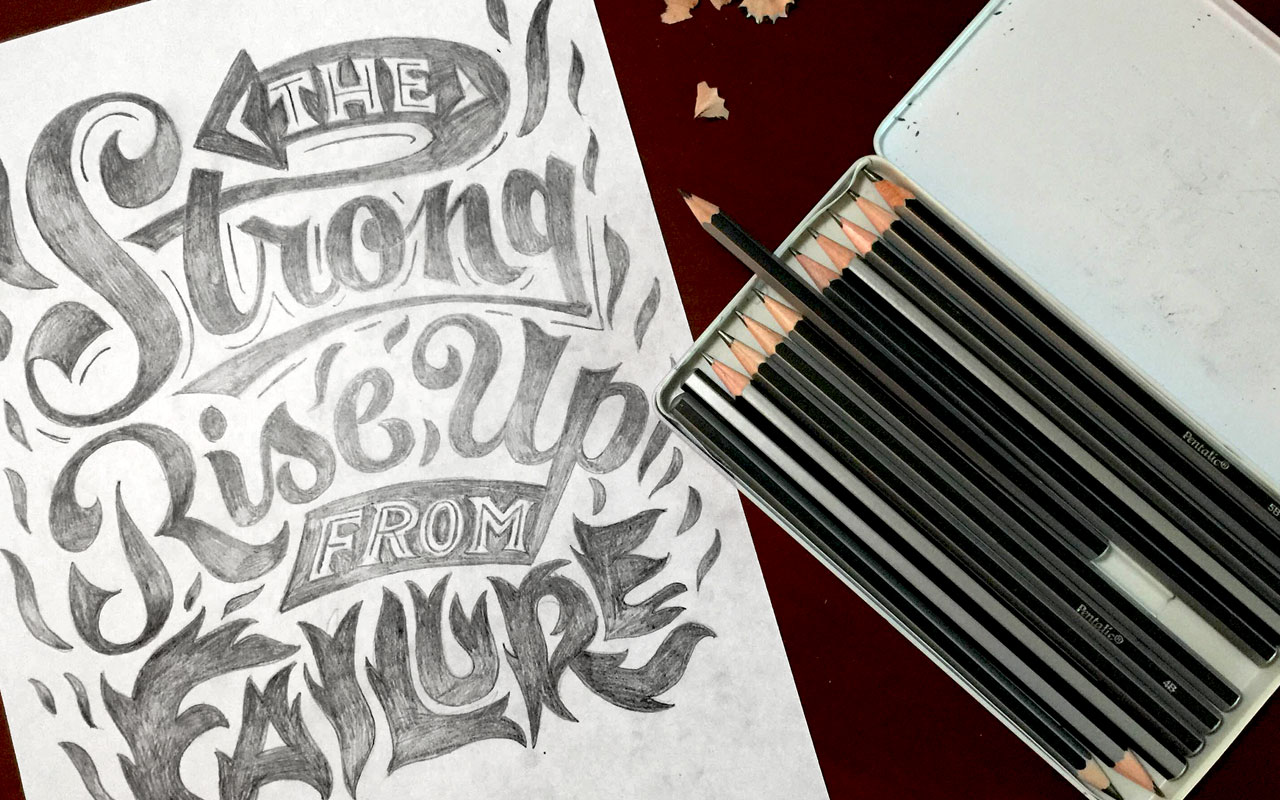 THE
Strong
Rise Up
FROM
FAILURE
Pentalic®
5B
Pentalic®
4B